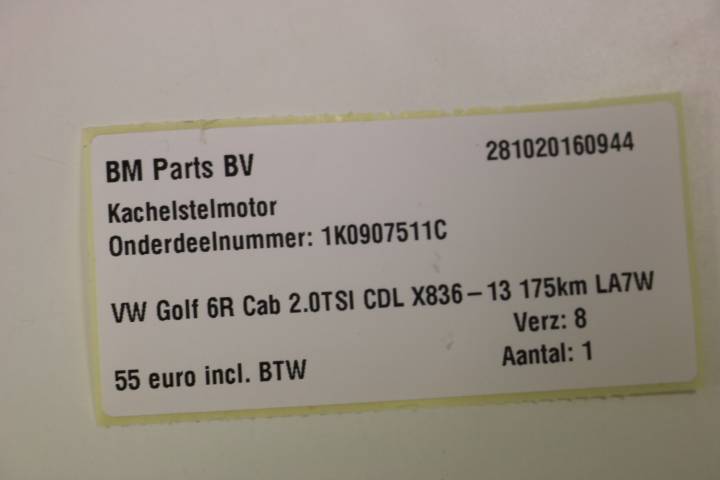 BM Parts BV 281020160944
Kachelstelmotor
Onderdeelnummer: 1K0907511C
VW Golf 6R Cab 2.0TSI CDL X836-13 175km LA7W
Verz: 8
55 euro incl. BTW Aantal: 1